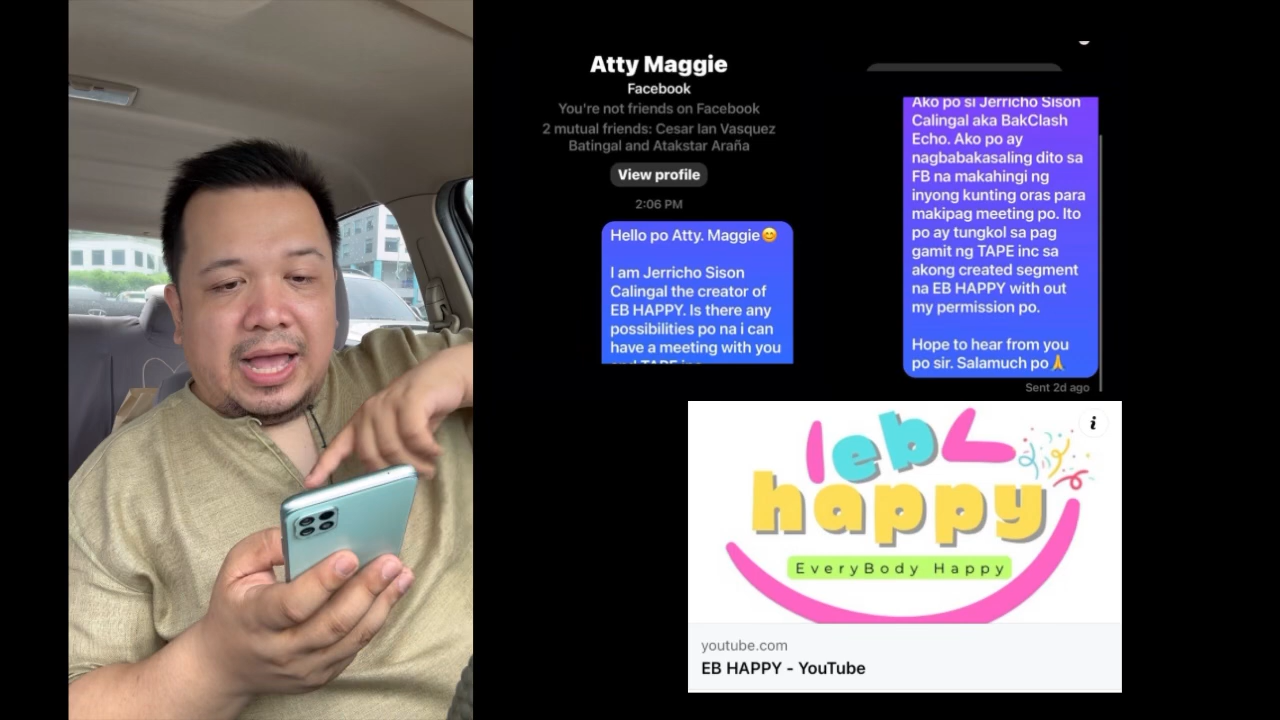 Atty Maggie
Facebook
You're not friends on Facebook
2 mutual friends: Cesar Ian Vasquez
Batingal and Atakstar Araña
View profile
2:06 PM
Hello po Atty. Maggie😊
I am Jerricho Sison
Calingal the creator of
EB HAPPY. Is there any
possibilities po na i can
have a meeting with you
and TAPE inc
Ako po si Jerricho Sison
Calingal aka BakClash
Echo. Ako po ay
nagbabakasaling dito sa
FB na makahingi ng
inyong kunting oras para
makipag meeting po. Ito
po ay tungkol sa pag
gamit ng TAPE inc sa
akong created segment
na EB HAPPY with out
my permission po.
Hope to hear from you
po sir. Salamuch po🙏
Sent 2d ago
eb
happy
EveryBody Happy
i
youtube.com
EB HAPPY - YouTube